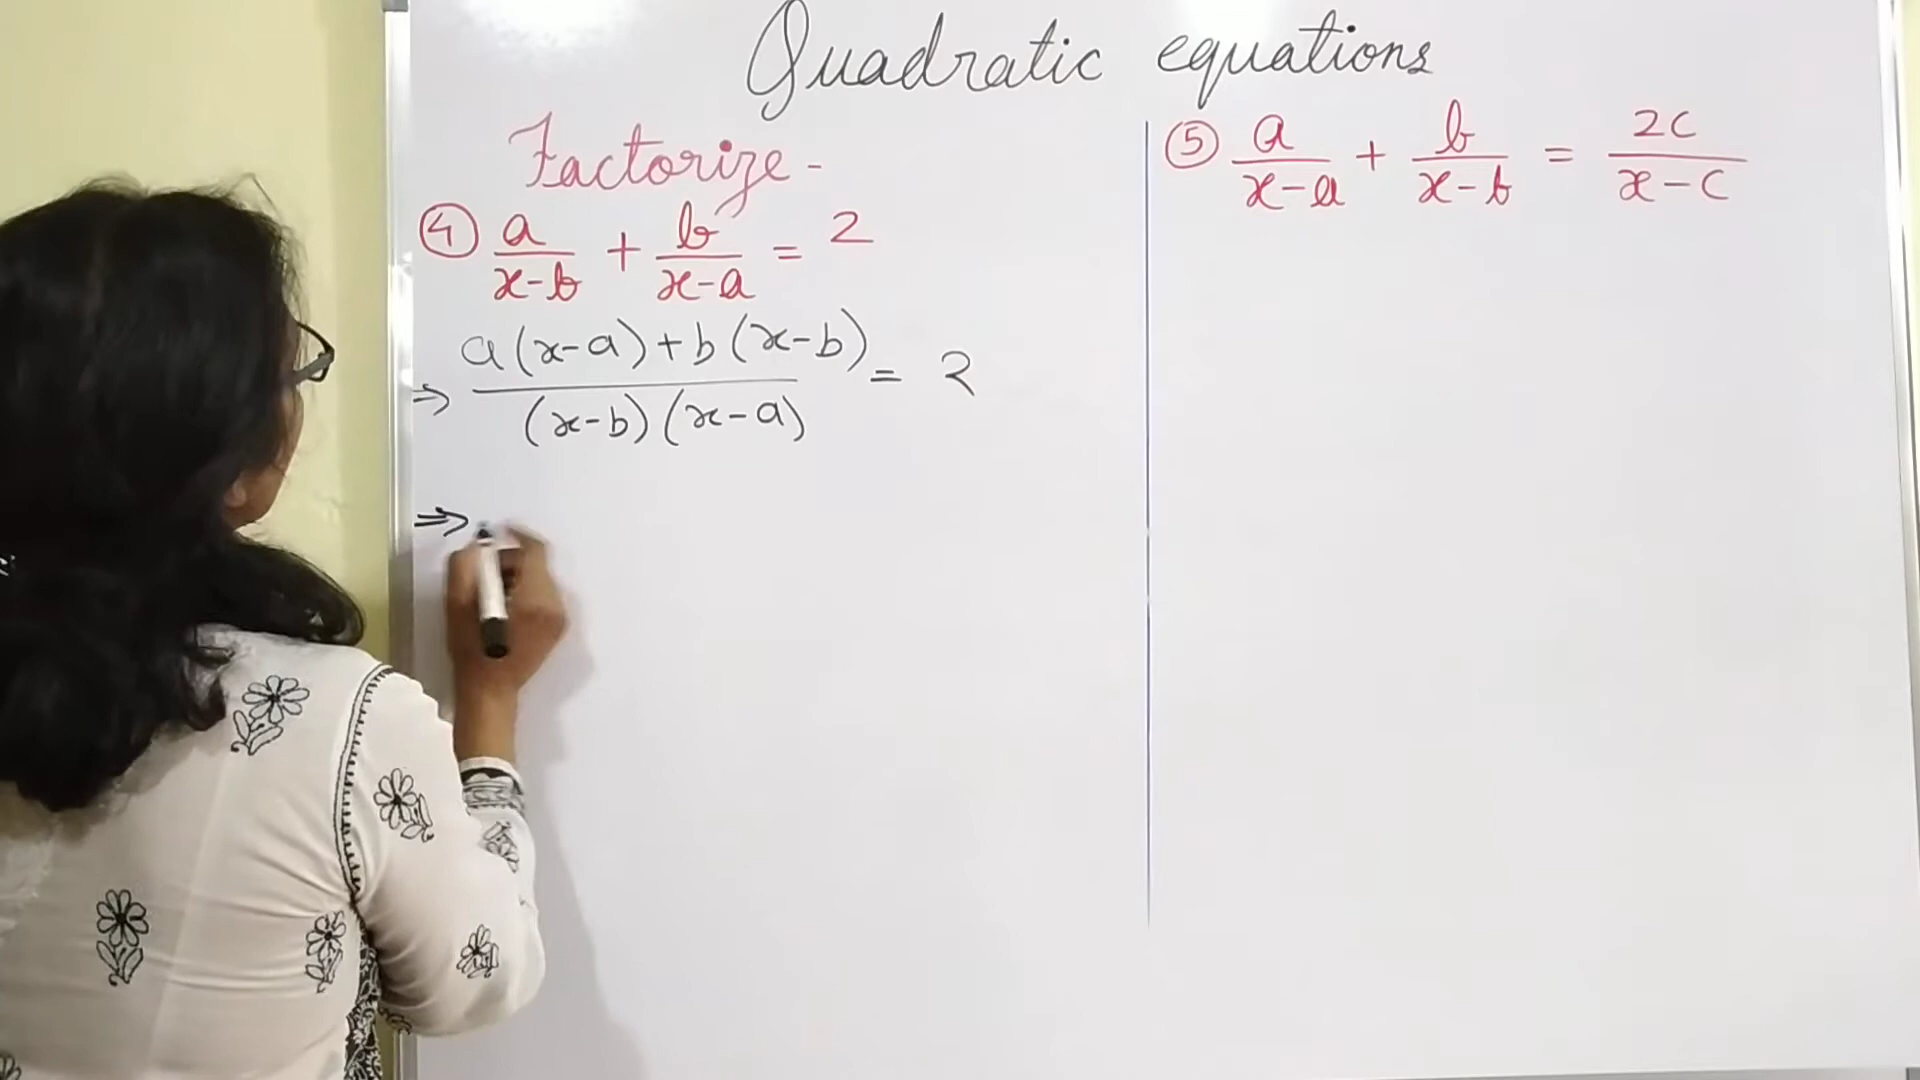 Quadratic equations
Factorize -
④ a/(x-b) + b/(x-a) = 2
⇒ (a(x-a)+b(x-b))/((x-b)(x-a)) = 2
⇒
⑤ a/(x-a) + b/(x-b) = 2c/(x-c)